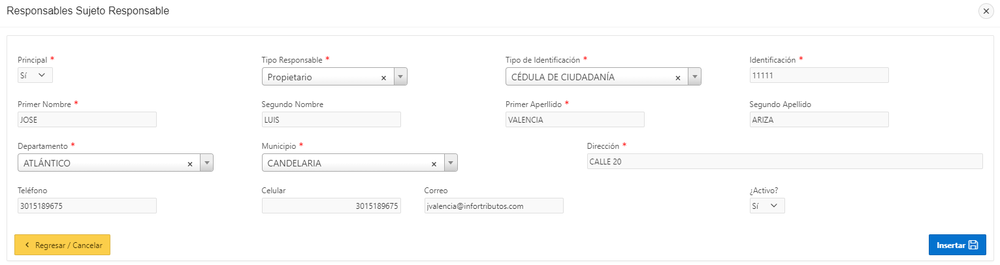 Responsables Sujeto Responsable
Principal * Tipo Responsable * Tipo de Identificación * Identificación *
Sí Propietario × CÉDULA DE CIUDADANÍA × 11111
Primer Nombre * Segundo Nombre Primer Aperllido * Segundo Apellido
JOSE LUIS VALENCIA ARIZA
Departamento * Municipio * Dirección *
ATLÁNTICO × CANDELARIA × CALLE 20
Teléfono Celular Correo ¿Activo?
3015189675 3015189675 jvalencia@infortributos.com Sí
Regresar / Cancelar Insertar